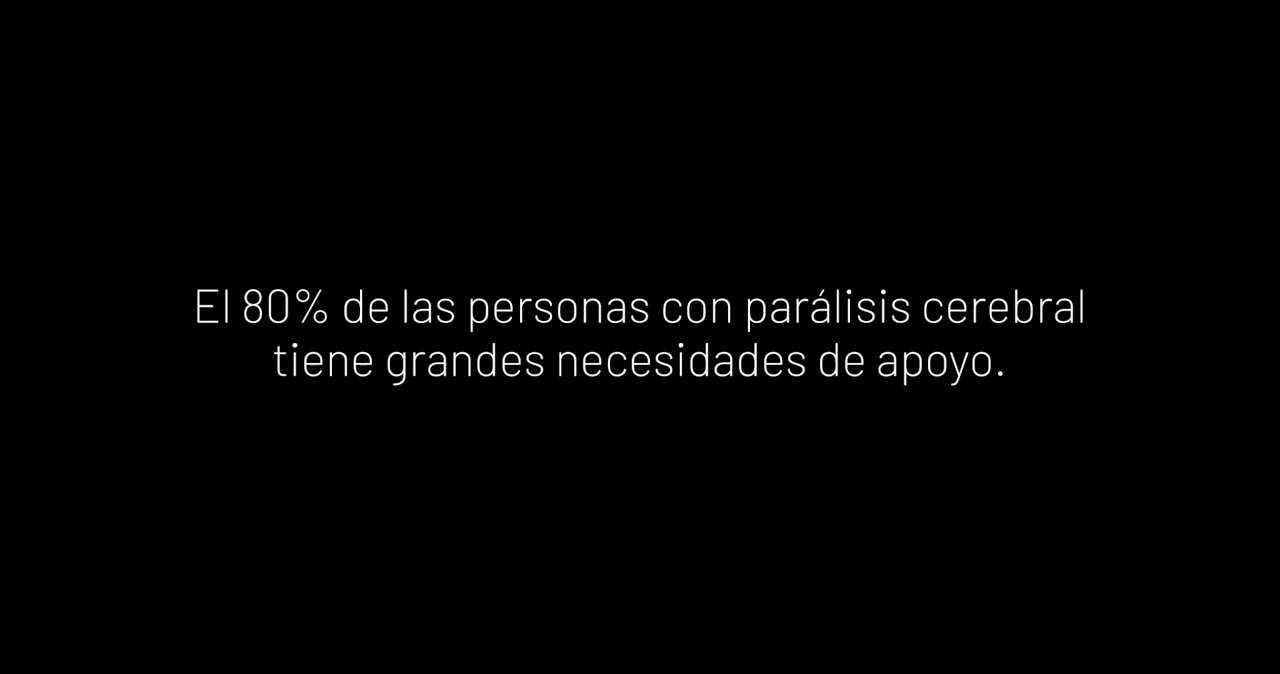 El 80% de las personas con parálisis cerebral
tiene grandes necesidades de apoyo.